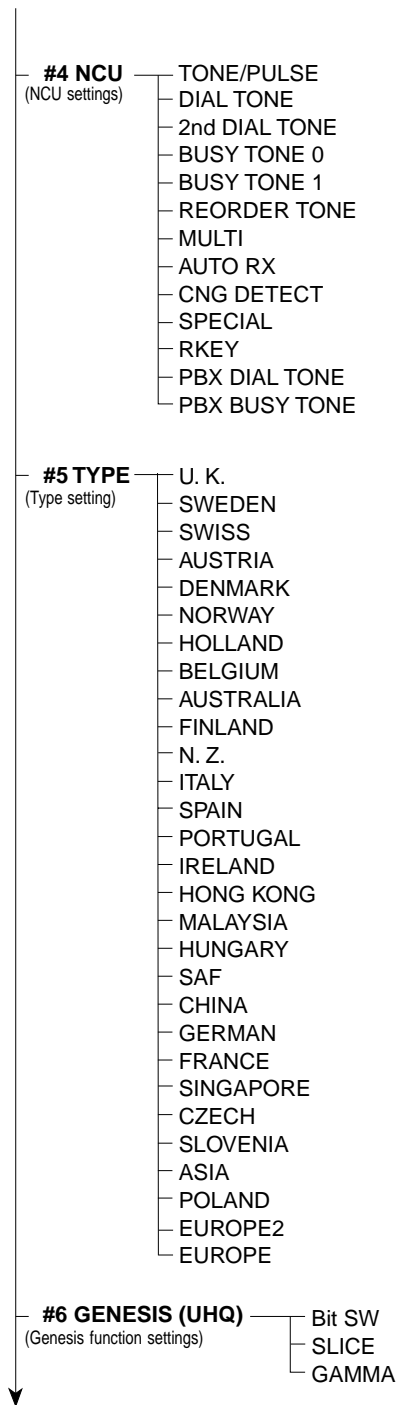 #4 NCU TONE/PULSE
(NCU settings) DIAL TONE
2nd DIAL TONE
BUSY TONE 0
BUSY TONE 1
REORDER TONE
MULTI
AUTO RX
CNG DETECT
SPECIAL
RKEY
PBX DIAL TONE
PBX BUSY TONE
#5 TYPE U. K.
(Type setting) SWEDEN
SWISS
AUSTRIA
DENMARK
NORWAY
HOLLAND
BELGIUM
AUSTRALIA
FINLAND
N. Z.
ITALY
SPAIN
PORTUGAL
IRELAND
HONG KONG
MALAYSIA
HUNGARY
SAF
CHINA
GERMAN
FRANCE
SINGAPORE
CZECH
SLOVENIA
ASIA
POLAND
EUROPE2
EUROPE
#6 GENESIS (UHQ) Bit SW
(Genesis function settings) SLICE
GAMMA